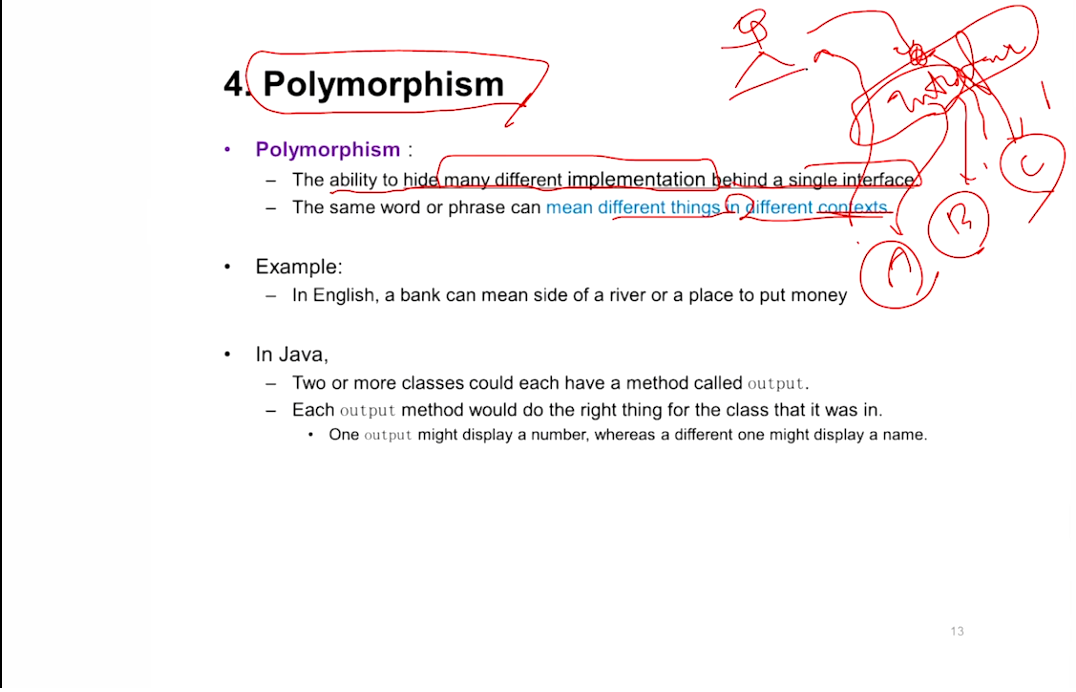 4. Polymorphism
• Polymorphism :
– The ability to hide many different implementation behind a single interface
– The same word or phrase can mean different things in different contexts.
• Example:
– In English, a bank can mean side of a river or a place to put money
• In Java,
– Two or more classes could each have a method called output.
– Each output method would do the right thing for the class that it was in.
• One output might display a number, whereas a different one might display a name.
Interface
A
B
C
13